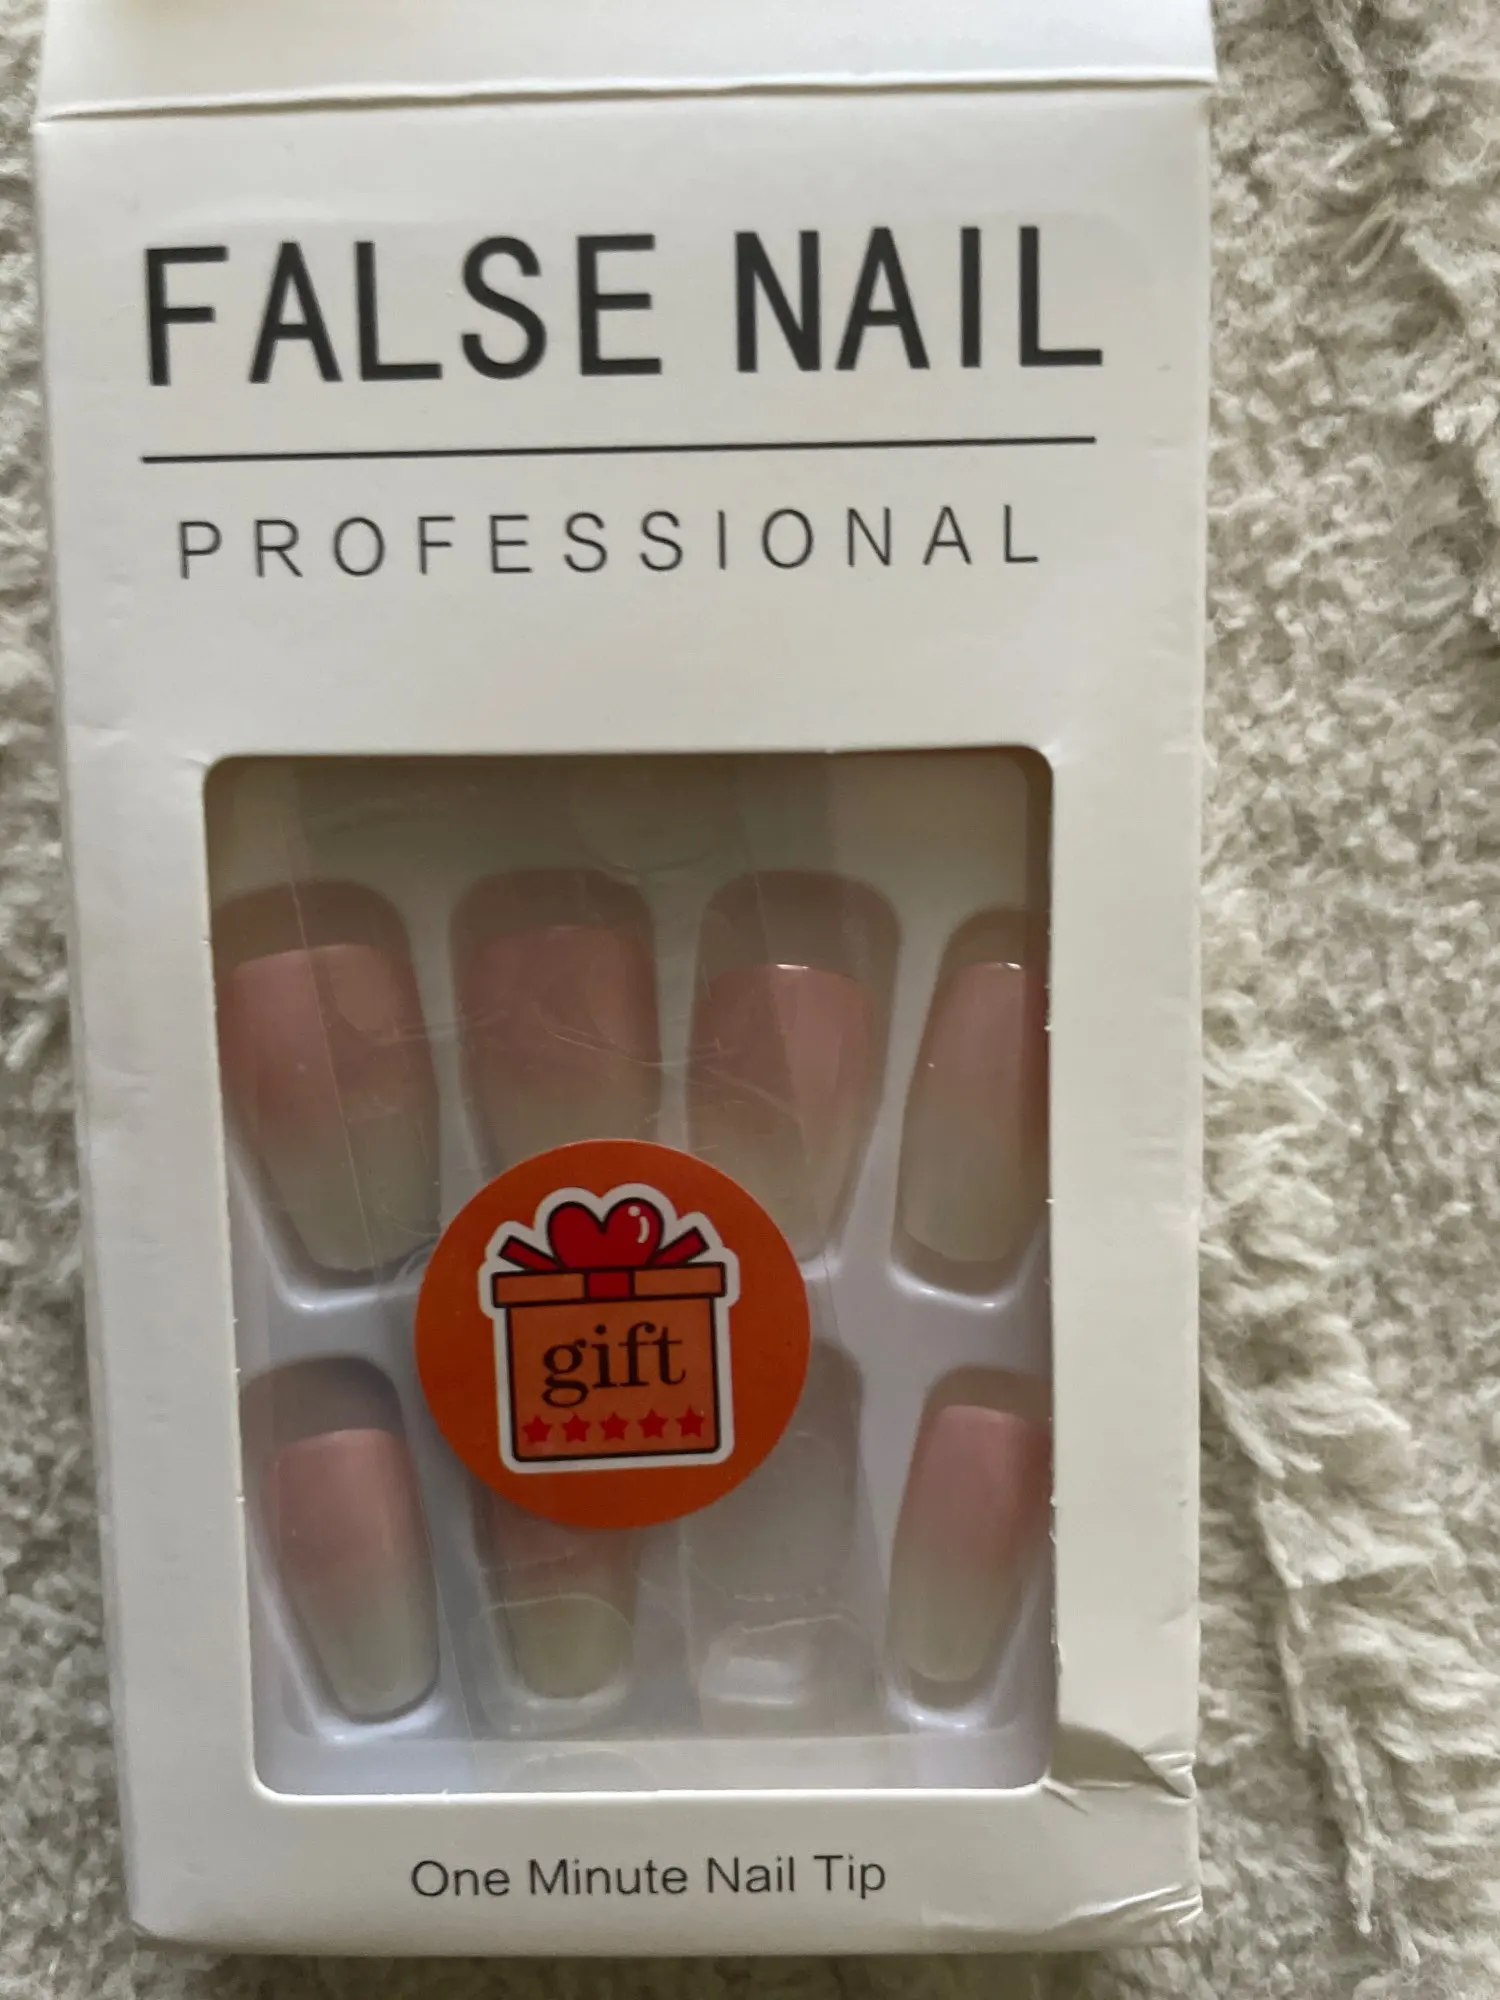 FALSE NAIL
PROFESSIONAL
gift
One Minute Nail Tip